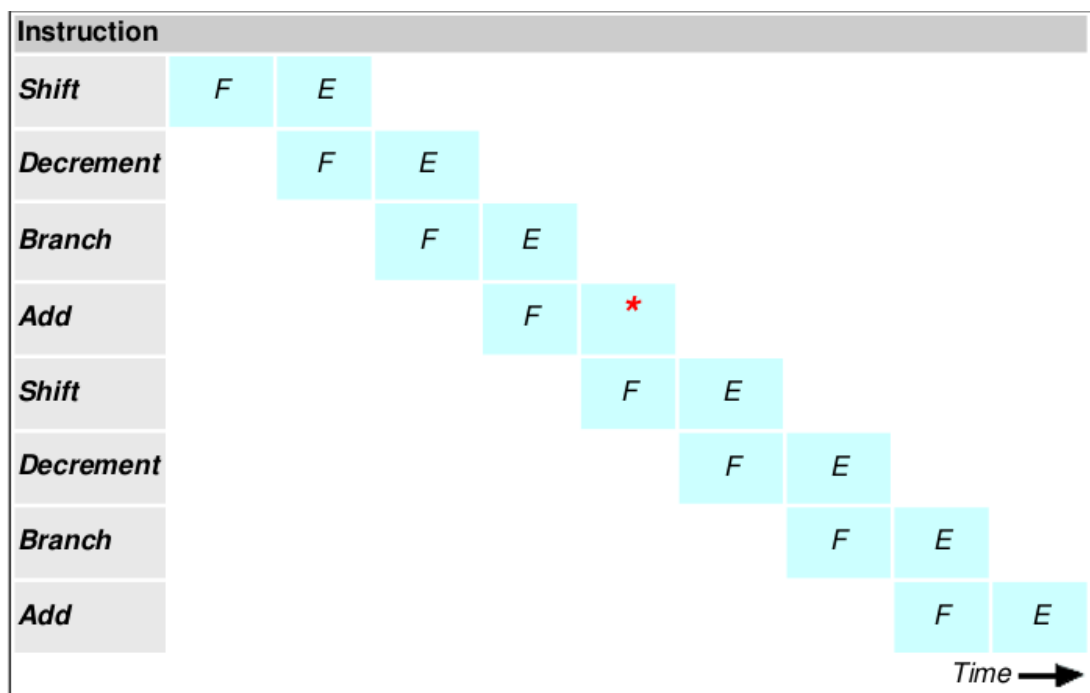 Instruction
Shift F E
Decrement F E
Branch F E
Add F *
Shift F E
Decrement F E
Branch F E
Add F E
Time